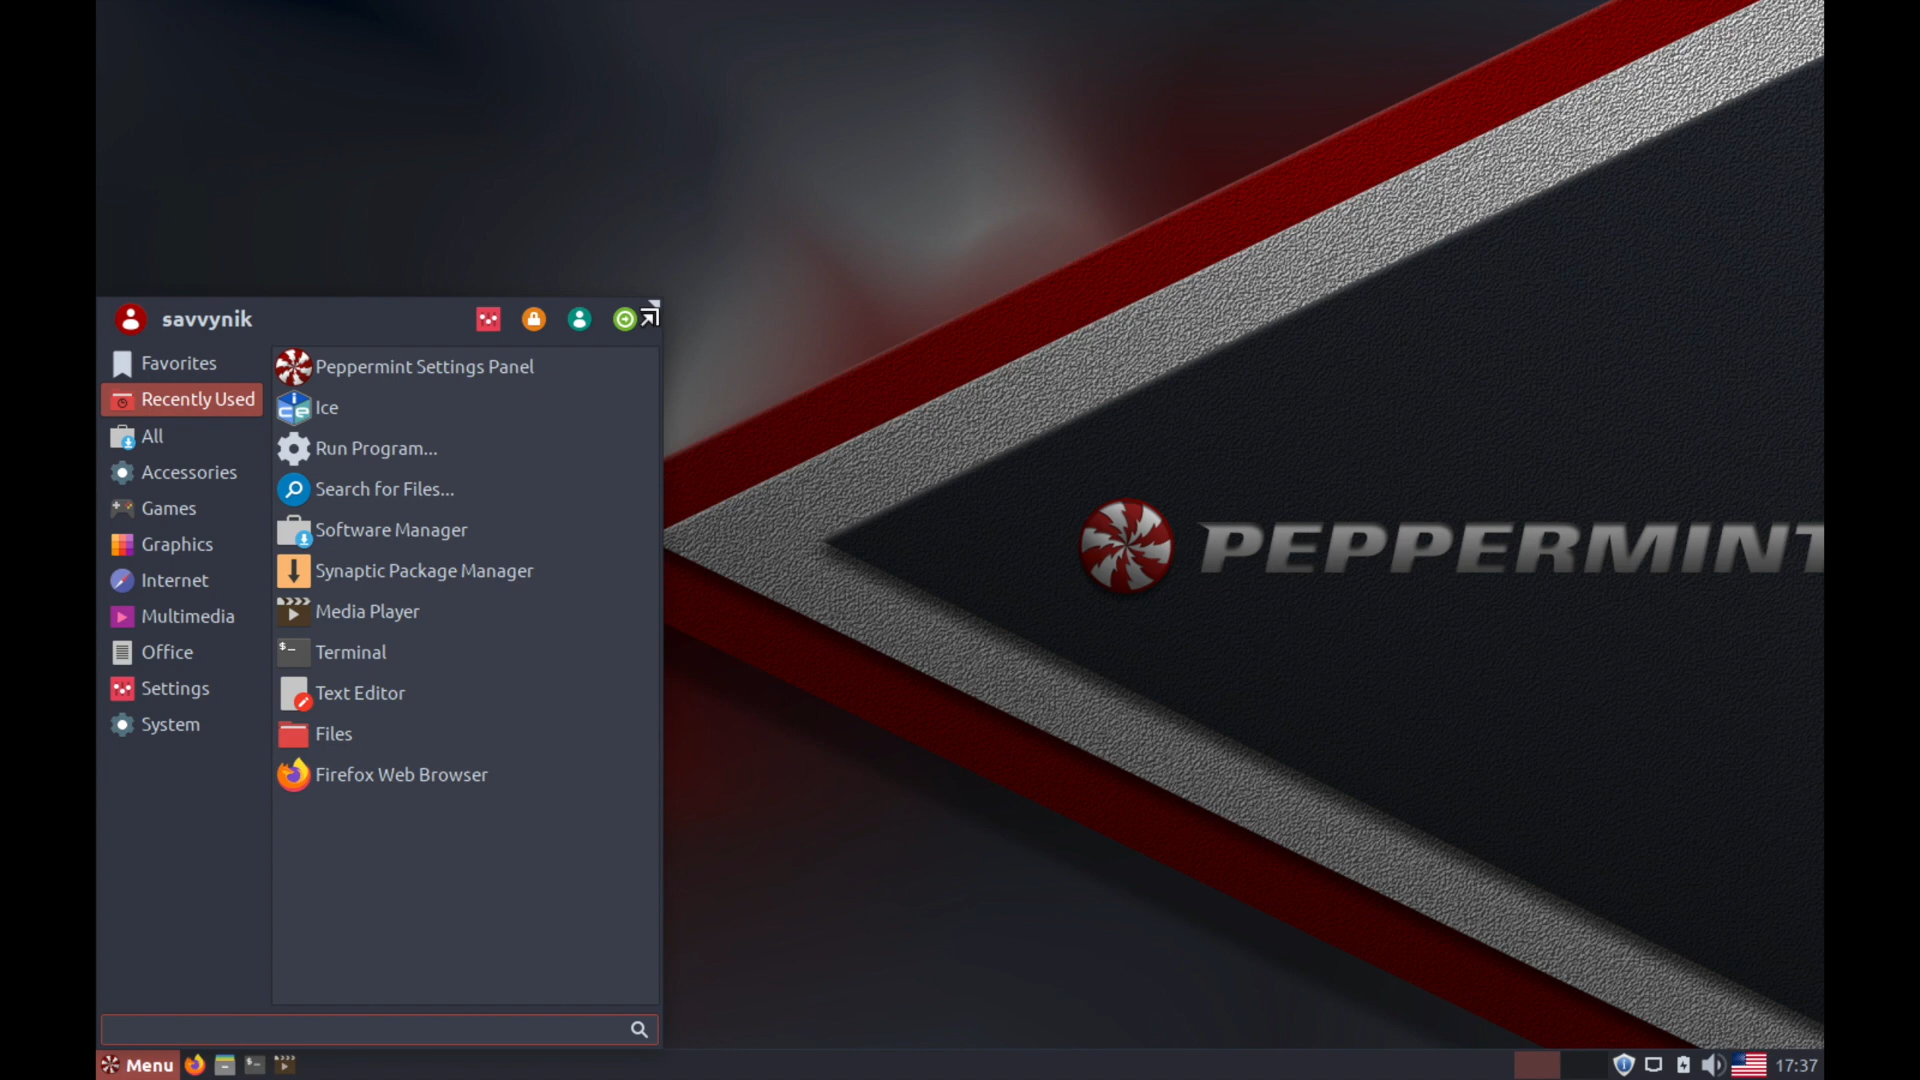 savvynik
Favorites
Recently Used
All
Accessories
Games
Graphics
Internet
Multimedia
Office
Settings
System
Peppermint Settings Panel
Ice
Run Program...
Search for Files...
Software Manager
Synaptic Package Manager
Media Player
Terminal
Text Editor
Files
Firefox Web Browser
PEPPERMINT
Menu
17:37